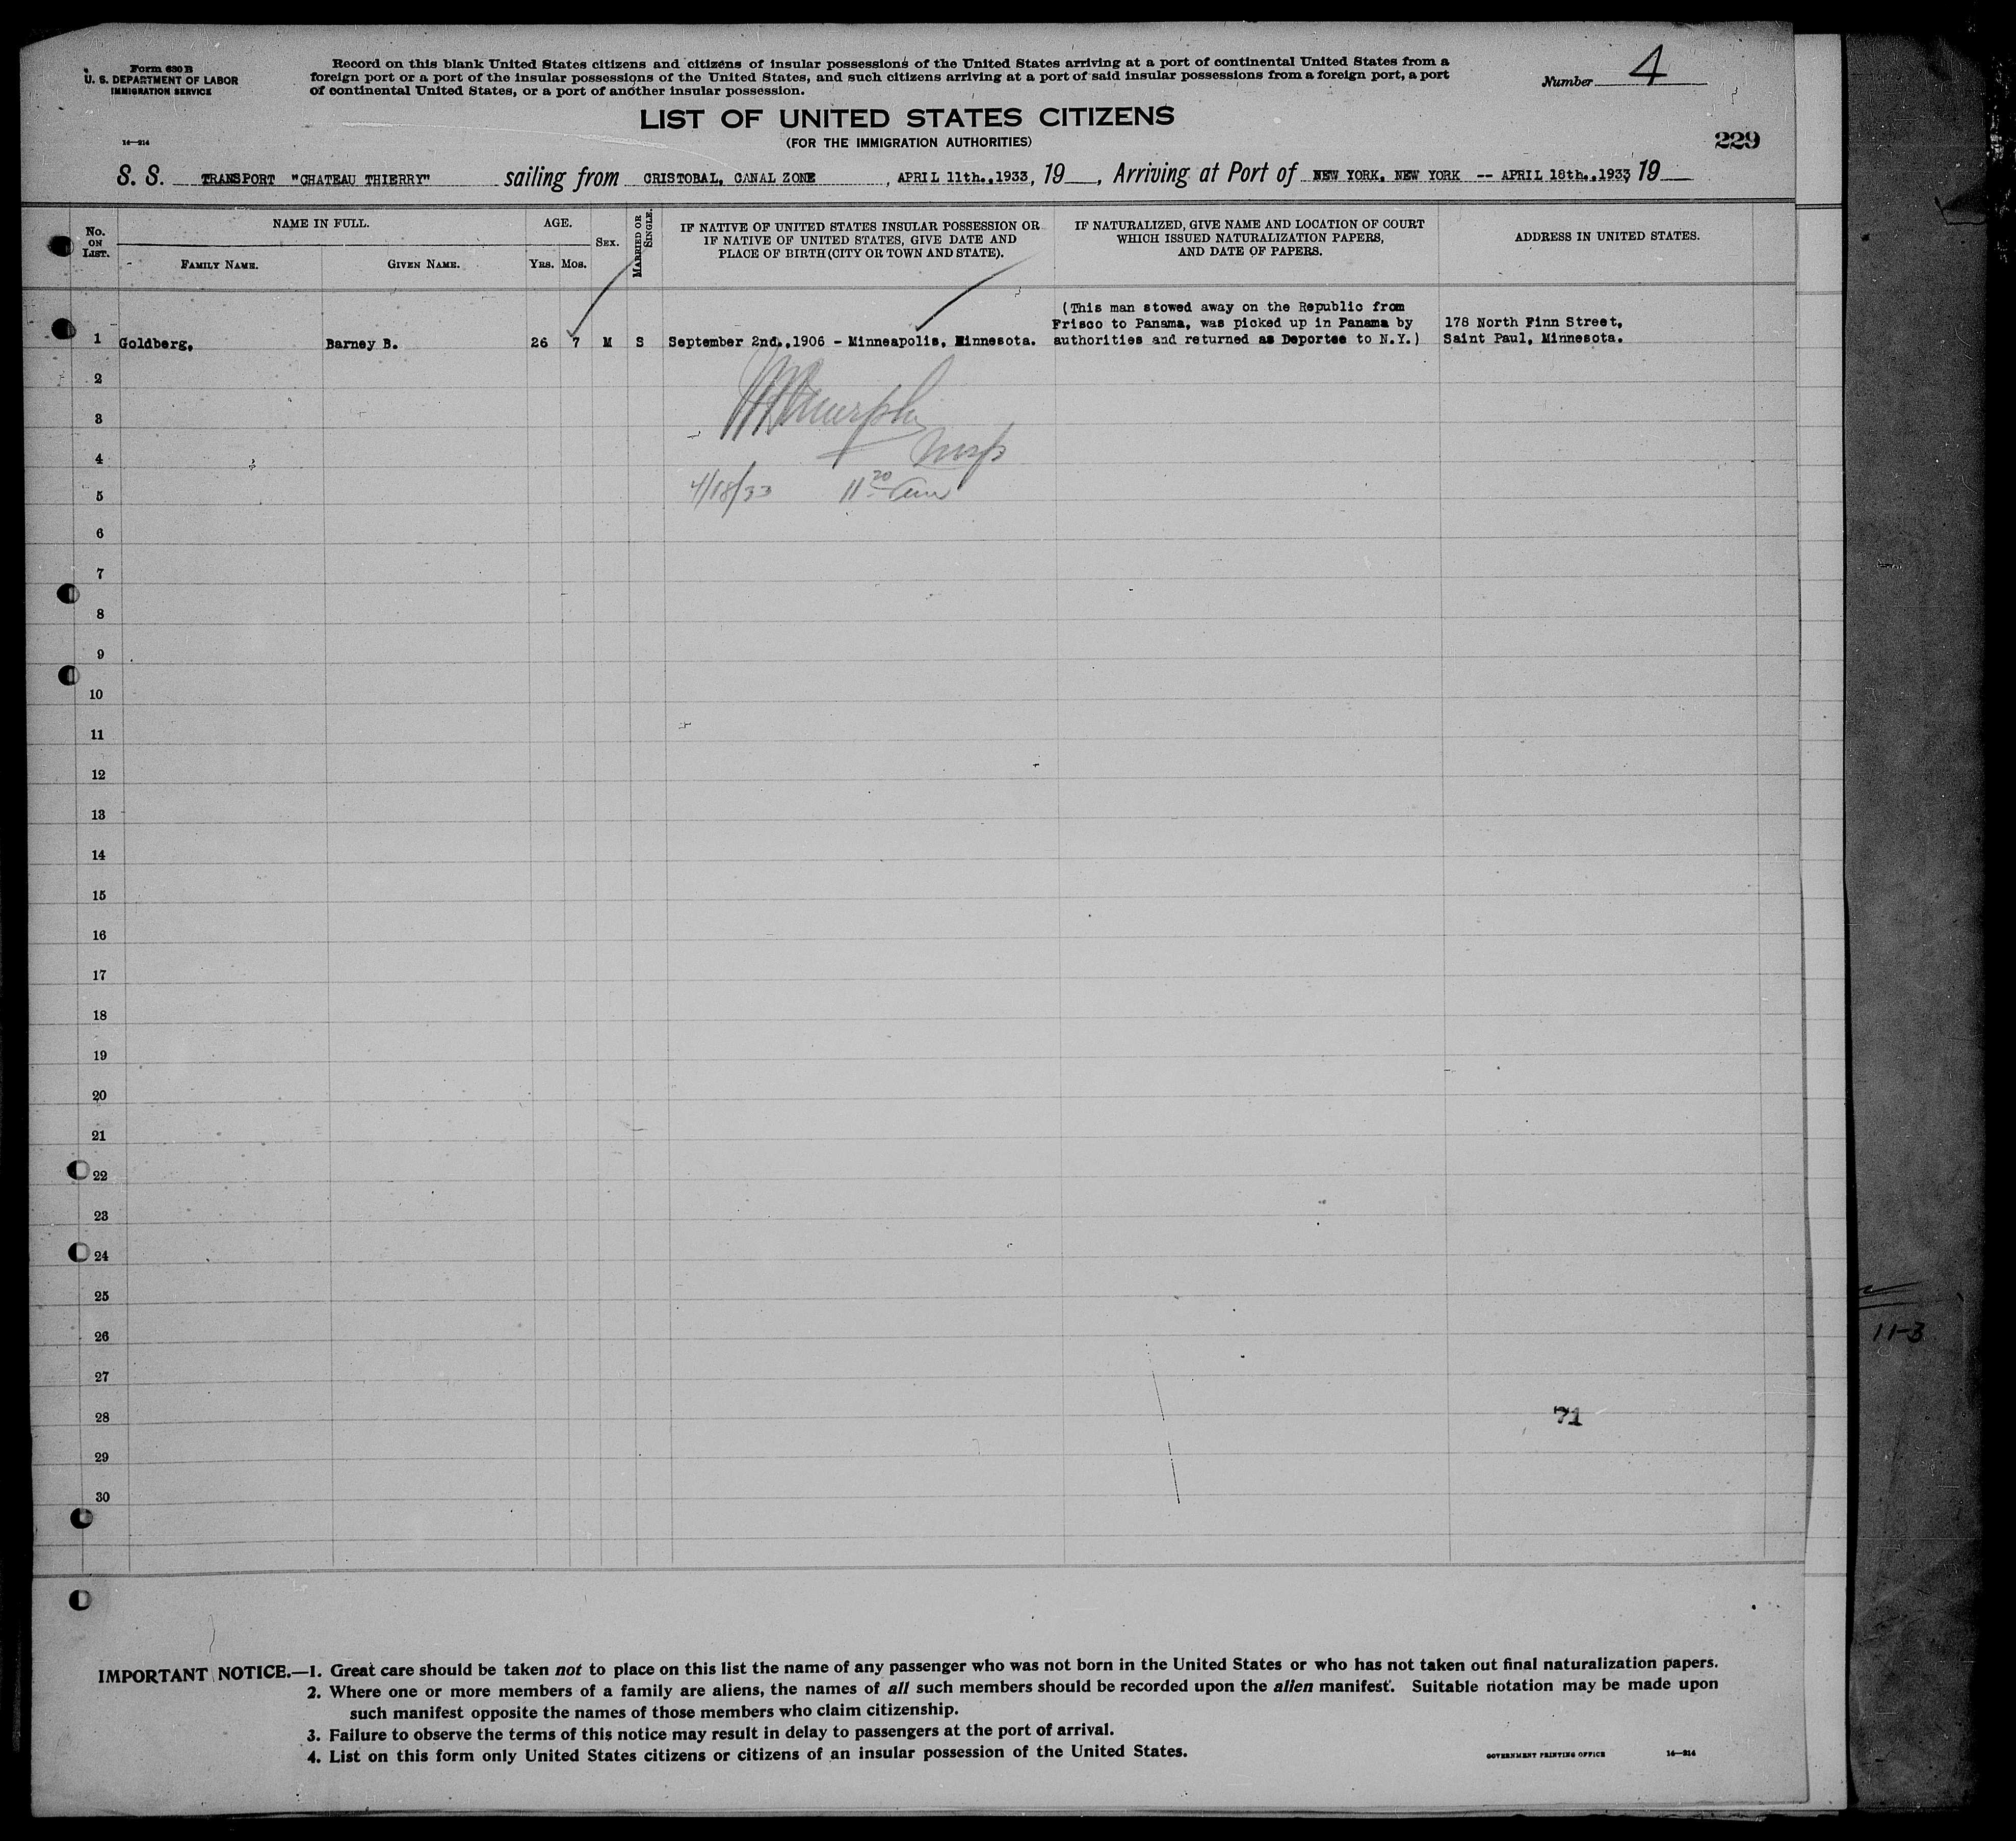 Form 630 B
U. S. DEPARTMENT OF LABOR
IMMIGRATION SERVICE
Record on this blank United States citizens and citizens of insular possessions of the United States arriving at a port of continental United States from a
foreign port or a port of the insular possessions of the United States, and such citizens arriving at a port of said insular possessions from a foreign port, a port
of continental United States, or a port of another insular possession.
Number 4
LIST OF UNITED STATES CITIZENS
(FOR THE IMMIGRATION AUTHORITIES)
14—214
229
S. S. TRANSPORT "CHATEAU THIERRY" sailing from CRISTOBAL, CANAL ZONE , APRIL 11th.,1933, 19 , Arriving at Port of NEW YORK, NEW YORK -- APRIL 18th.,1933, 19
No. ON LIST.
NAME IN FULL.
FAMILY NAME.
GIVEN NAME.
AGE.
YRS. MOS.
SEX.
MARRIED OR SINGLE.
IF NATIVE OF UNITED STATES INSULAR POSSESSION OR
IF NATIVE OF UNITED STATES, GIVE DATE AND
PLACE OF BIRTH (CITY OR TOWN AND STATE).
IF NATURALIZED, GIVE NAME AND LOCATION OF COURT
WHICH ISSUED NATURALIZATION PAPERS,
AND DATE OF PAPERS.
ADDRESS IN UNITED STATES.
1 Goldberg, Barney B. 26 7 M S September 2nd.,1906 - Minneapolis, Minnesota.
(This man stowed away on the Republic from
Frisco to Panama, was picked up in Panama by
authorities and returned as Deportee to N.Y.)
178 North Finn Street,
Saint Paul, Minnesota.
2
3
Murphy
4
Insp
5
4/18/33 11 20 am
6
7
8
9
10
11
12
13
14
15
16
17
18
19
20
21
22
23
24
25
26
27
28
71
29
30
11-3
IMPORTANT NOTICE.—1. Great care should be taken not to place on this list the name of any passenger who was not born in the United States or who has not taken out final naturalization papers.
2. Where one or more members of a family are aliens, the names of all such members should be recorded upon the alien manifest. Suitable notation may be made upon
such manifest opposite the names of those members who claim citizenship.
3. Failure to observe the terms of this notice may result in delay to passengers at the port of arrival.
4. List on this form only United States citizens or citizens of an insular possession of the United States.
GOVERNMENT PRINTING OFFICE 14—214